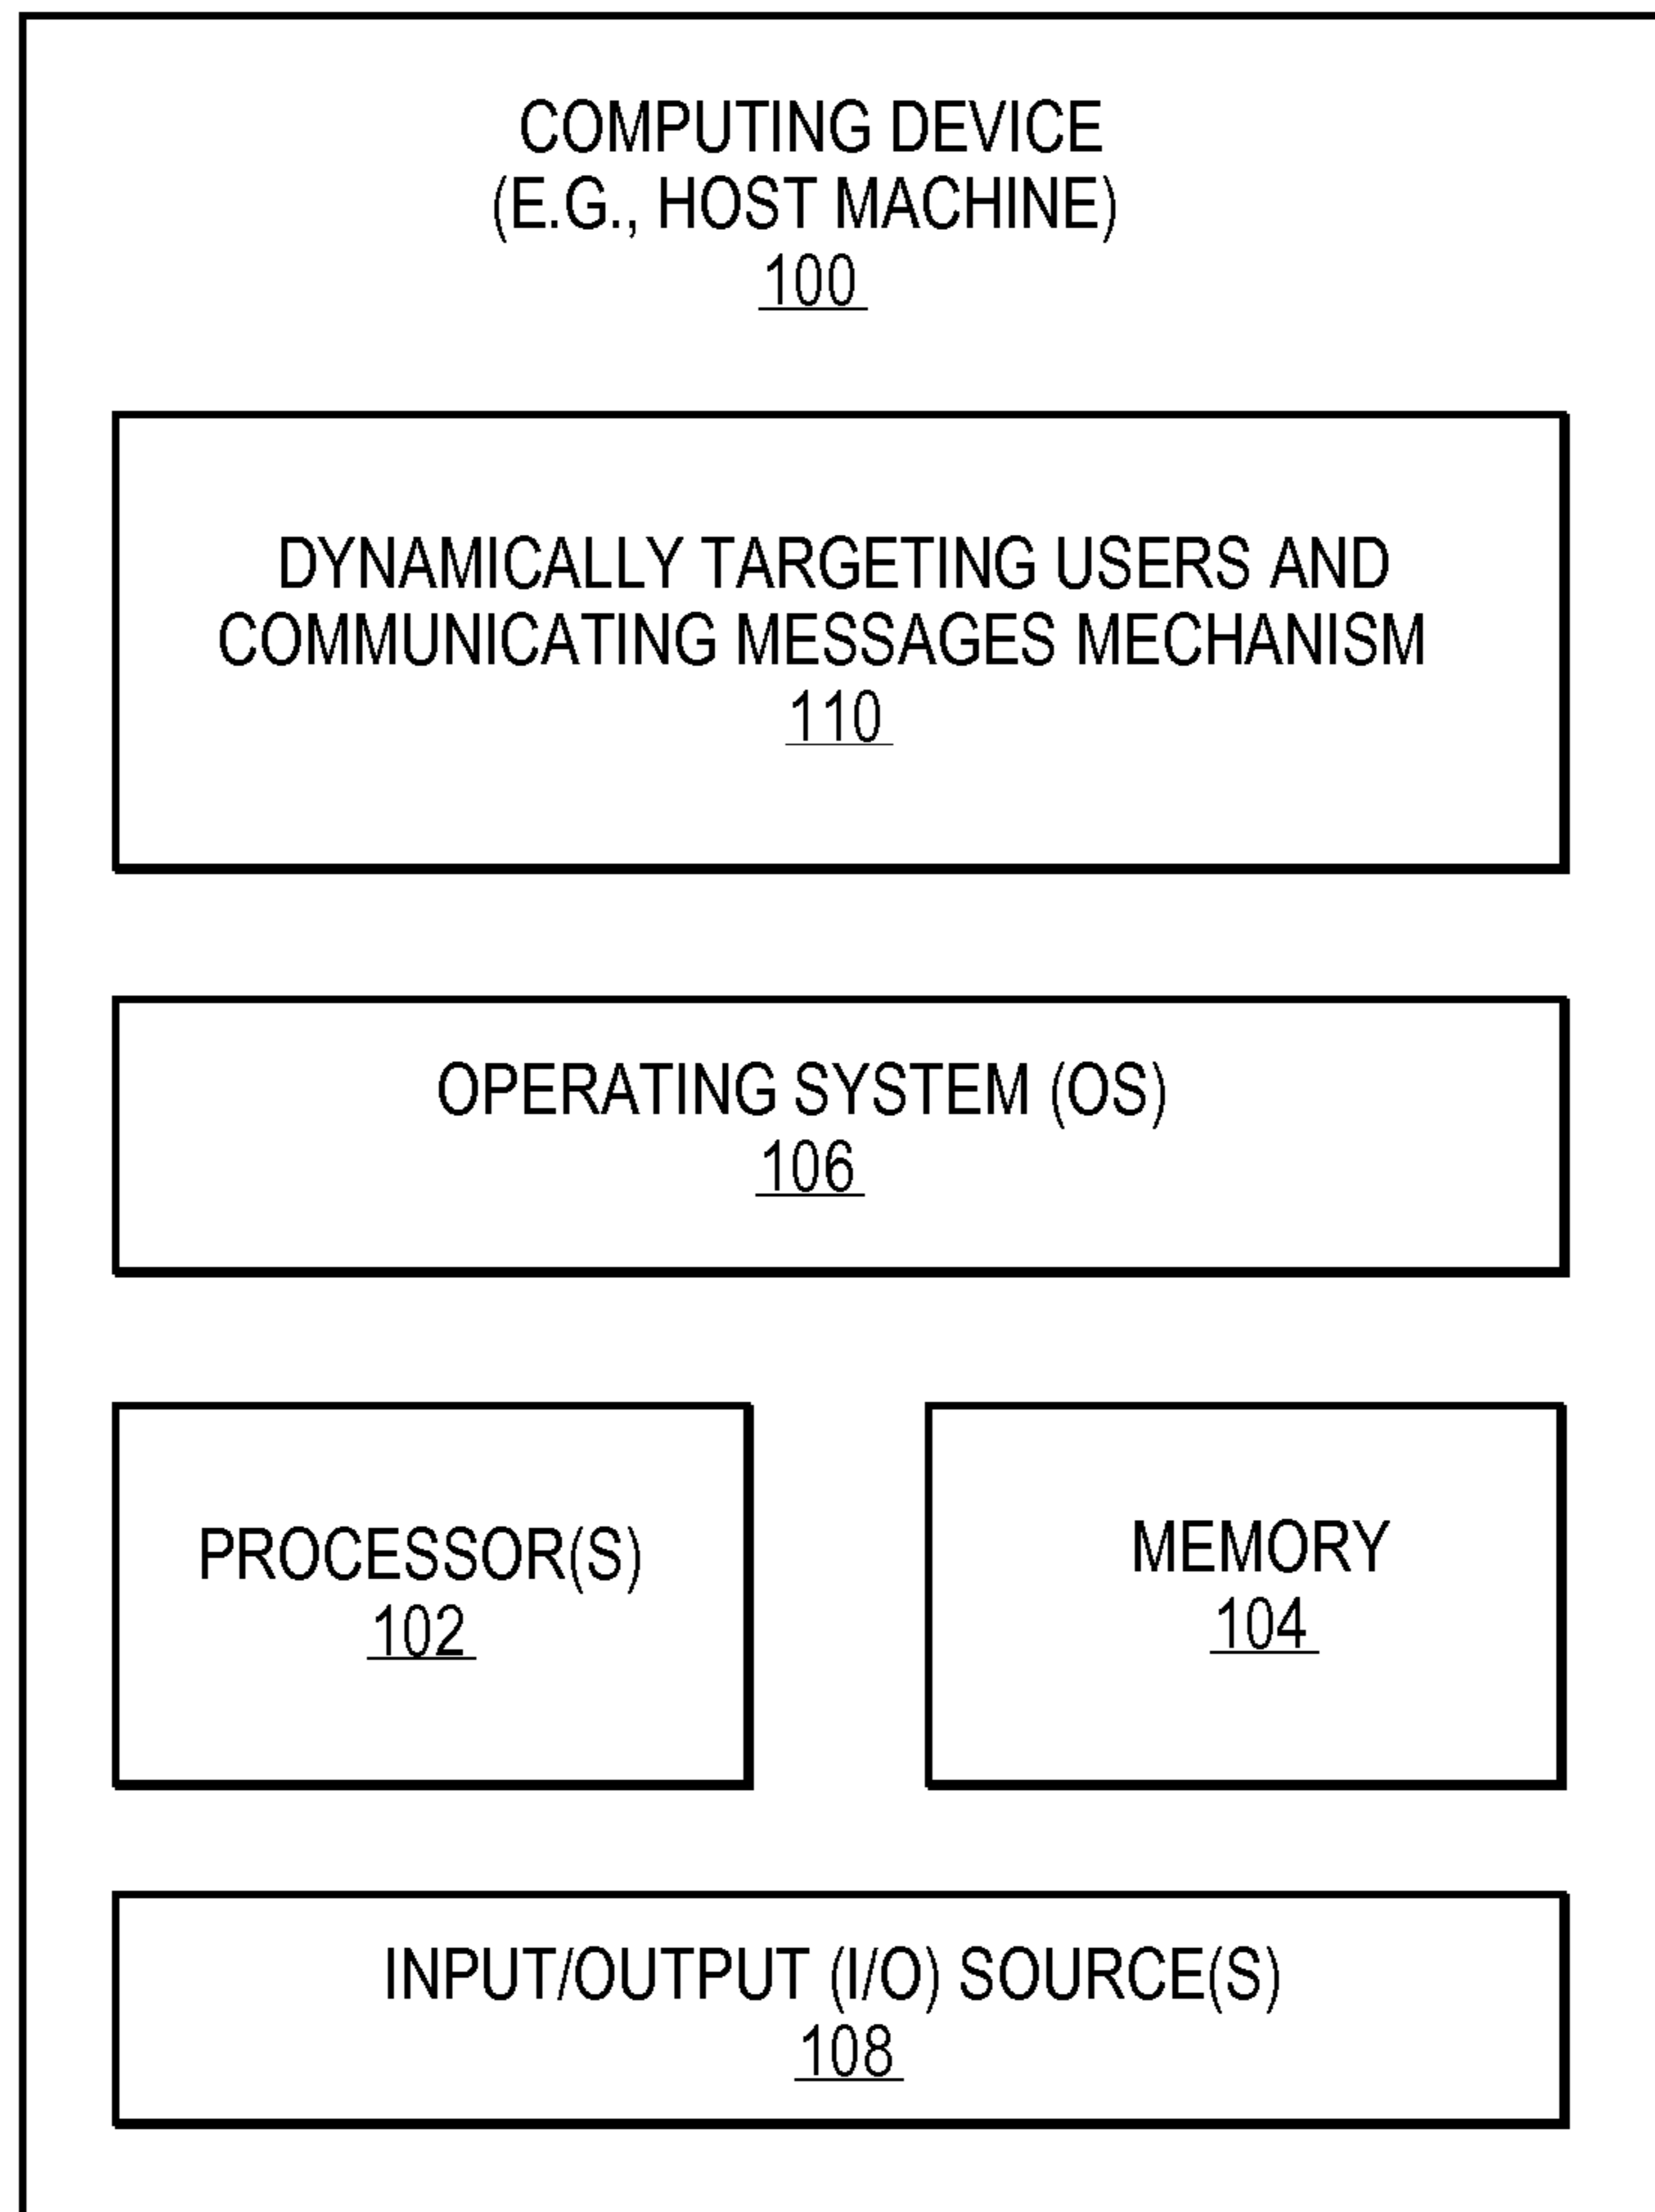 COMPUTING DEVICE
(E.G., HOST MACHINE)
100
DYNAMICALLY TARGETING USERS AND
COMMUNICATING MESSAGES MECHANISM
110
OPERATING SYSTEM (OS)
106
PROCESSOR(S)
102
MEMORY
104
INPUT/OUTPUT (I/O) SOURCE(S)
108